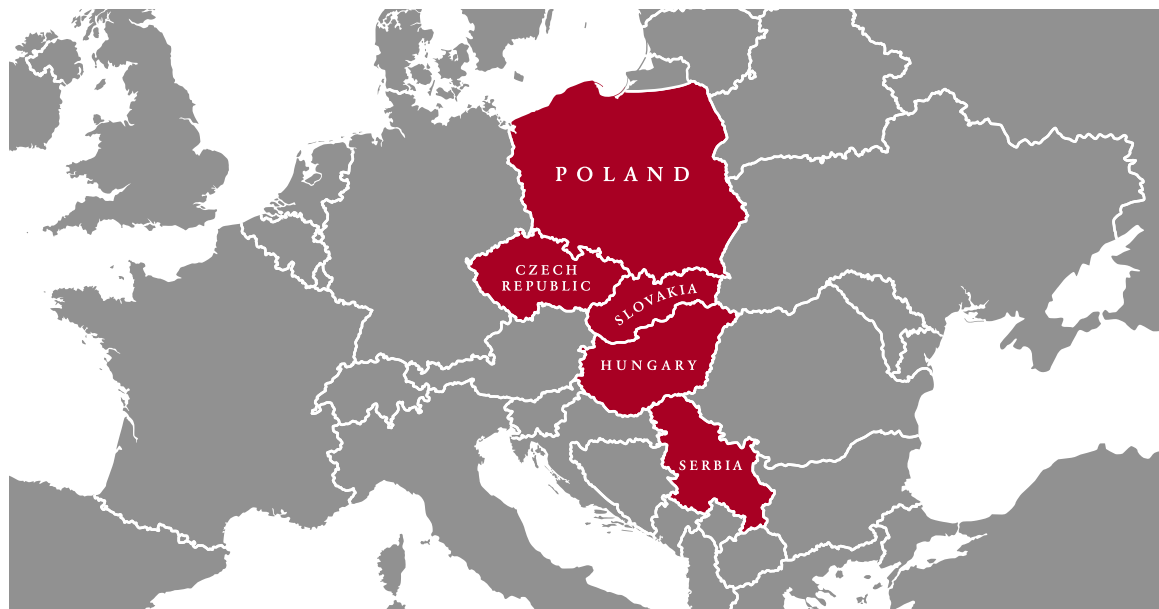 POLAND
CZECH
REPUBLIC
SLOVAKIA
HUNGARY
SERBIA